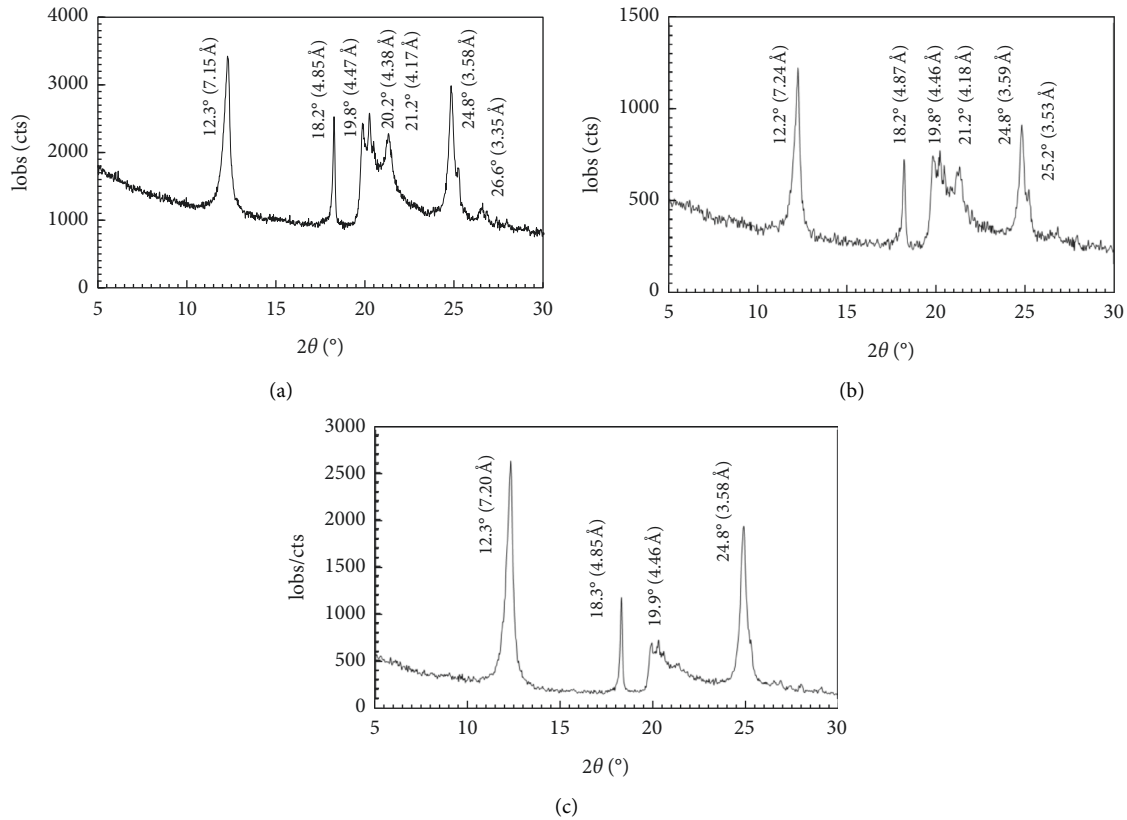 4000
3000
2000
1000
0
Iobs (cts)
12.3° (7.15 Å)
18.2° (4.85 Å)
19.8° (4.47 Å)
20.2° (4.38 Å)
21.2° (4.17 Å)
24.8° (3.58 Å)
26.6° (3.35 Å)
5 10 15 20 25 30
2θ (°)
(a)
1500
1000
750
500
250
0
Iobs (cts)
12.2° (7.24 Å)
18.2° (4.87 Å)
19.8° (4.46 Å)
21.2° (4.18 Å)
24.8° (3.59 Å)
25.2° (3.53 Å)
5 10 15 20 25 30
2θ (°)
(b)
3000
2500
2000
1500
1000
500
0
Iobs/cts
12.3° (7.20 Å)
18.3° (4.85 Å)
19.9° (4.46 Å)
24.8° (3.58 Å)
5 10 15 20 25 30
2θ (°)
(c)